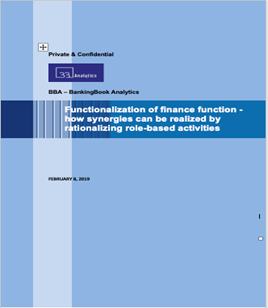 Private & Confidential
33 Analytics
BBA – BankingBook Analytics
Functionalization of finance function -
how synergies can be realized by
rationalizing role-based activities
FEBRUARY 8, 2019